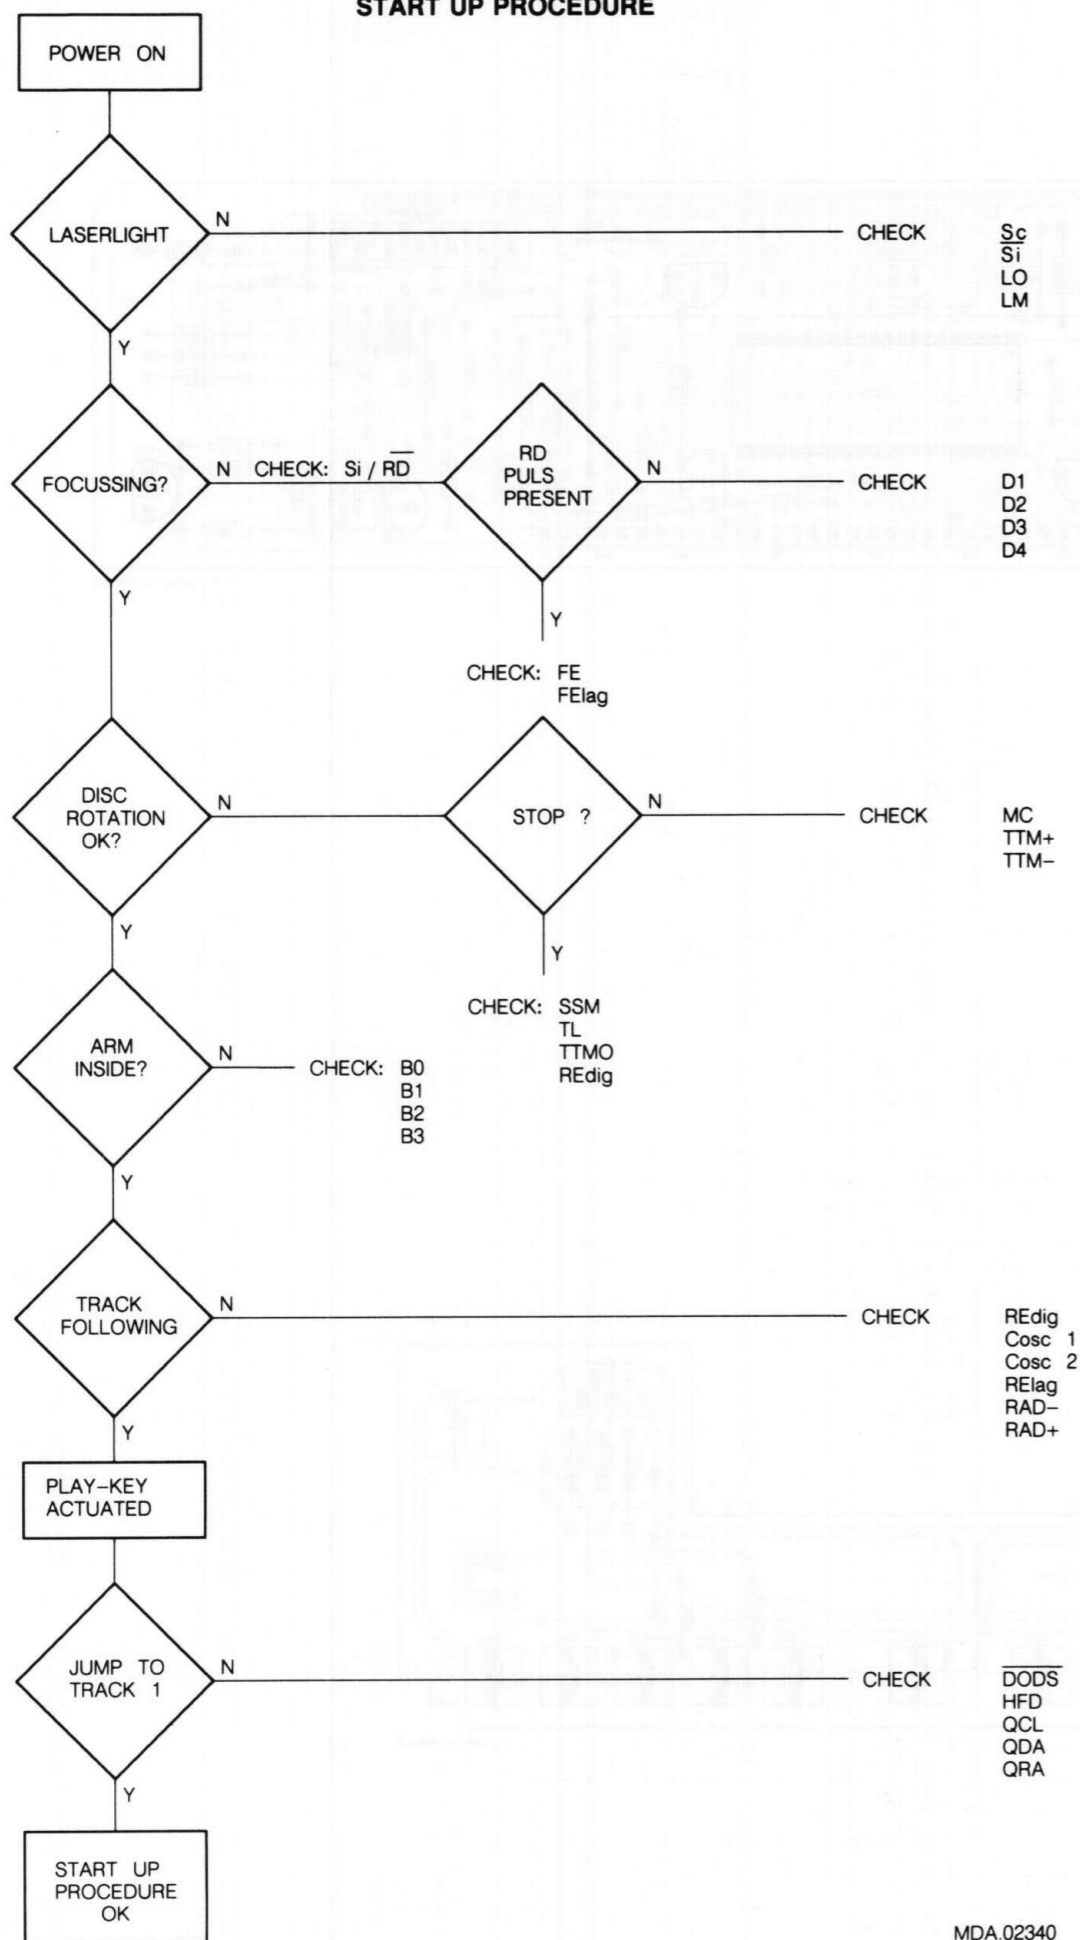 START UP PROCEDURE
POWER ON
LASERLIGHT
N
CHECK
Sc
S̅i̅
LO
LM
Y
FOCUSSING?
N
CHECK: Si / R̅D̅
RD
PULS
PRESENT
N
CHECK
D1
D2
D3
D4
Y
Y
CHECK: FE
FElag
DISC
ROTATION
OK?
N
STOP ?
N
CHECK
MC
TTM+
TTM-
Y
Y
CHECK: SSM
TL
TTMO
REdig
ARM
INSIDE?
N
CHECK: B0
B1
B2
B3
Y
TRACK
FOLLOWING
N
CHECK
REdig
Cosc 1
Cosc 2
RElag
RAD-
RAD+
Y
PLAY-KEY
ACTUATED
JUMP TO
TRACK 1
N
CHECK
D̅O̅D̅S̅
HFD
QCL
QDA
QRA
Y
START UP
PROCEDURE
OK
MDA.02340